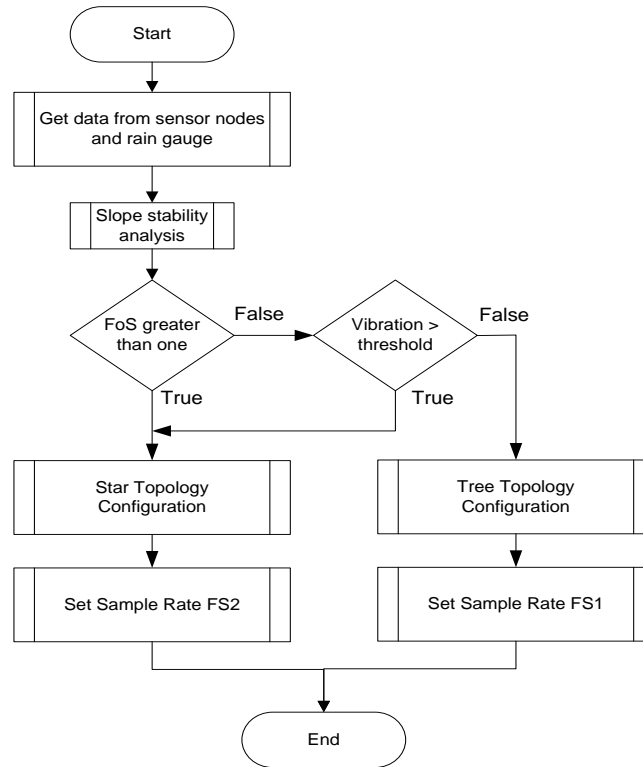 Start
Get data from sensor nodes
and rain gauge
Slope stability
analysis
FoS greater
than one
False
Vibration >
threshold
False
True
True
Star Topology
Configuration
Tree Topology
Configuration
Set Sample Rate FS2
Set Sample Rate FS1
End